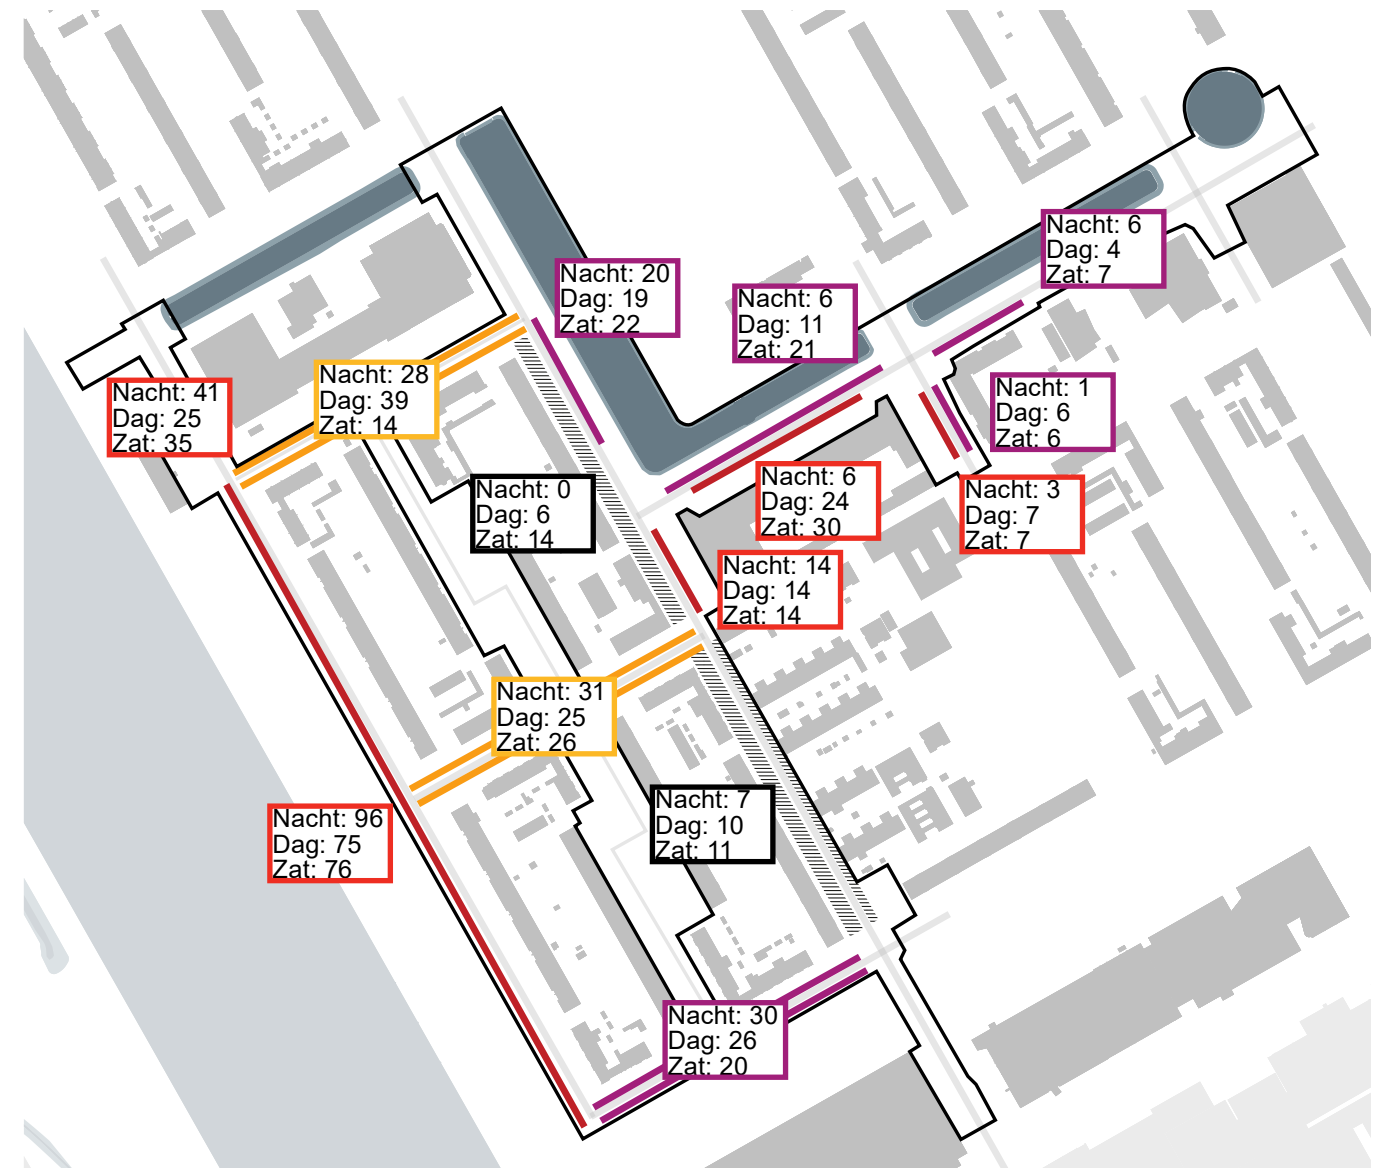 Nacht: 6
Dag: 4
Zat: 7
Nacht: 20
Dag: 19
Zat: 22
Nacht: 6
Dag: 11
Zat: 21
Nacht: 28
Dag: 39
Zat: 14
Nacht: 41
Dag: 25
Zat: 35
Nacht: 1
Dag: 6
Zat: 6
Nacht: 0
Dag: 6
Zat: 14
Nacht: 6
Dag: 24
Zat: 30
Nacht: 3
Dag: 7
Zat: 7
Nacht: 14
Dag: 14
Zat: 14
Nacht: 31
Dag: 25
Zat: 26
Nacht: 7
Dag: 10
Zat: 11
Nacht: 96
Dag: 75
Zat: 76
Nacht: 30
Dag: 26
Zat: 20